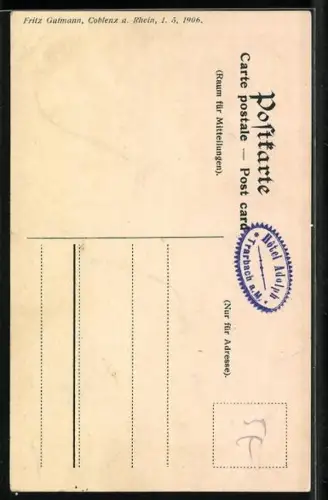 Fritz Gutmann, Coblenz a. Rhein, 1. 5, 1906.
Postkarte
Carte postale — Post card
(Raum für Mitteilungen).
Hôtel Adolph
Trarbach a. M.
(Nur für Adresse).